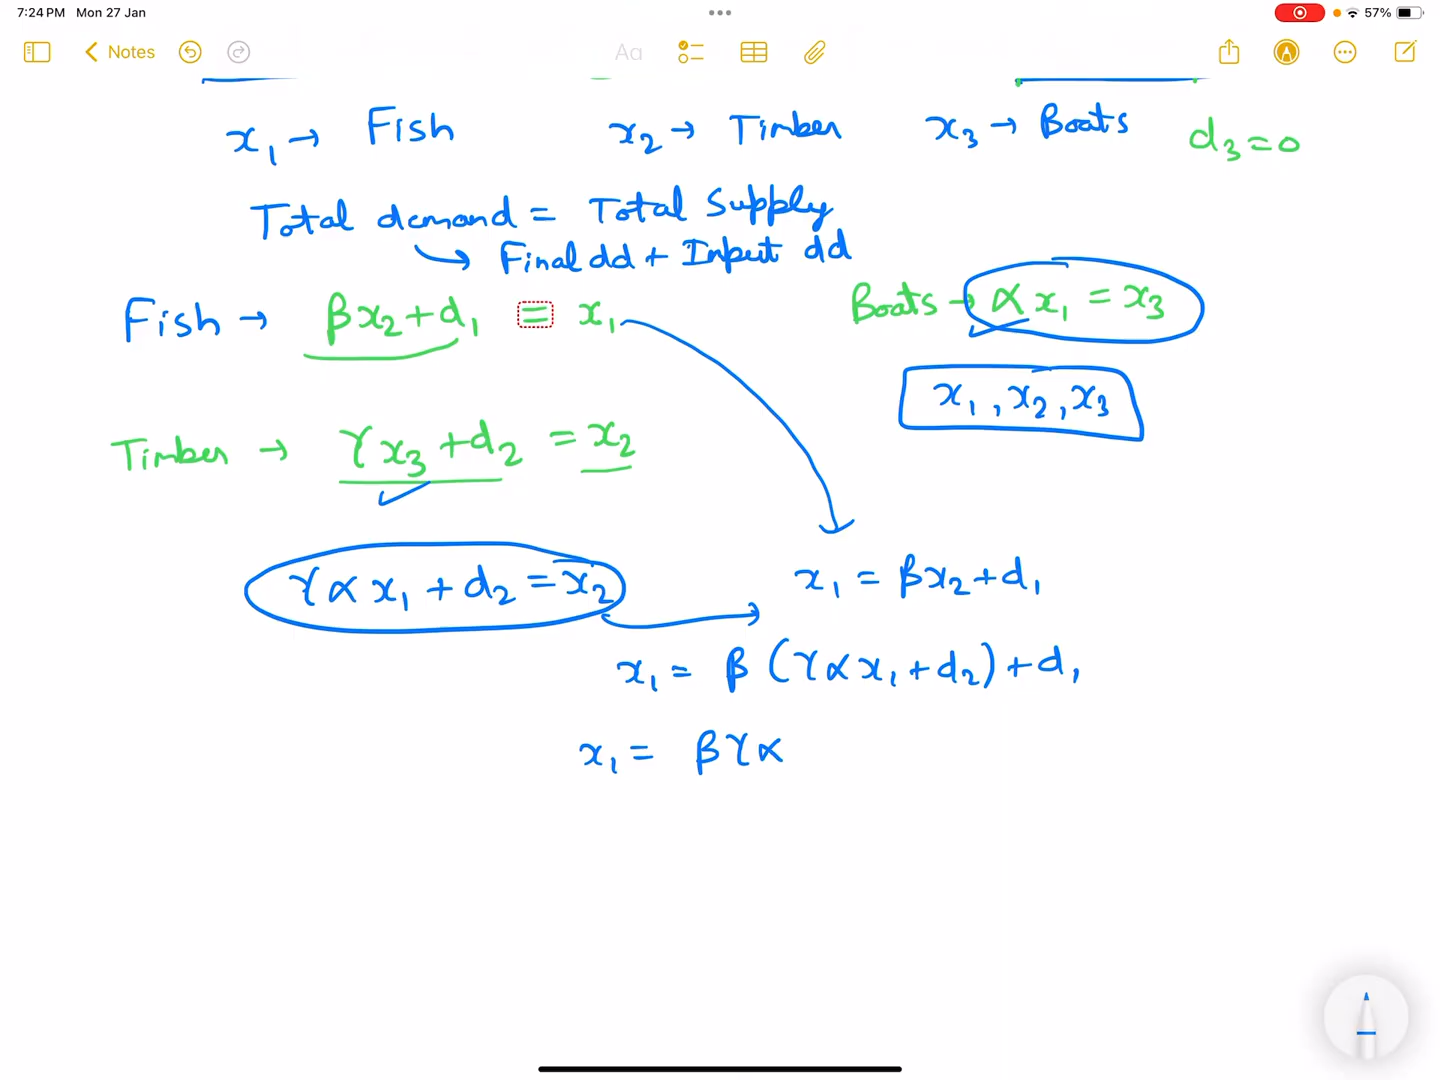 7:24 PM Mon 27 Jan
57%
Notes
Aa
x₁ → Fish
x₂ → Timber
x₃ → Boats
d₃ = 0
Total demand = Total Supply
↳ Final dd + Input dd
Fish → βx₂ + d₁ = x₁
Boats → αx₁ = x₃
x₁, x₂, x₃
Timber → γx₃ + d₂ = x₂
γαx₁ + d₂ = x₂
x₁ = βx₂ + d₁
x₁ = β(γαx₁ + d₂) + d₁
x₁ = βγα